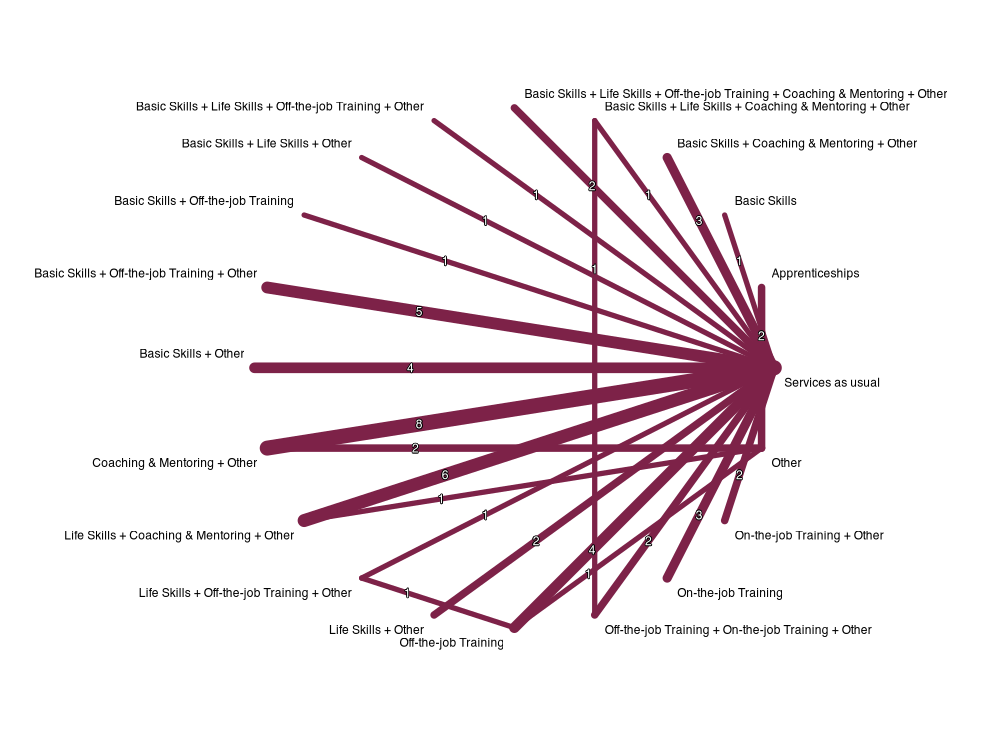 Basic Skills + Life Skills + Off-the-job Training + Coaching & Mentoring + Other
Basic Skills + Life Skills + Off-the-job Training + Other
Basic Skills + Life Skills + Coaching & Mentoring + Other
Basic Skills + Life Skills + Other
Basic Skills + Coaching & Mentoring + Other
2
1
1
Basic Skills + Off-the-job Training
Basic Skills
1
3
1
1
Basic Skills + Off-the-job Training + Other
1
Apprenticeships
5
2
Basic Skills + Other
4
Services as usual
8
2
Coaching & Mentoring + Other
Other
6
2
1
1
3
Life Skills + Coaching & Mentoring + Other
On-the-job Training + Other
2
4
2
1
Life Skills + Off-the-job Training + Other
1
On-the-job Training
Life Skills + Other
Off-the-job Training + On-the-job Training + Other
Off-the-job Training